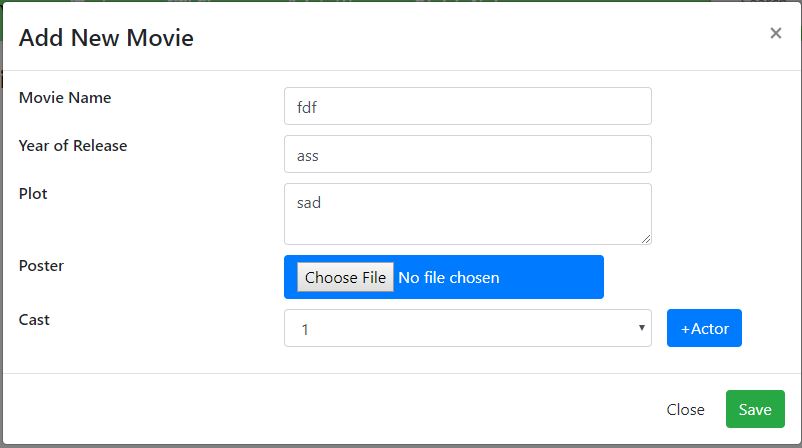 Add New Movie
×
Movie Name
fdf
Year of Release
ass
Plot
sad
Poster
Choose File No file chosen
Cast
1
+Actor
Close
Save